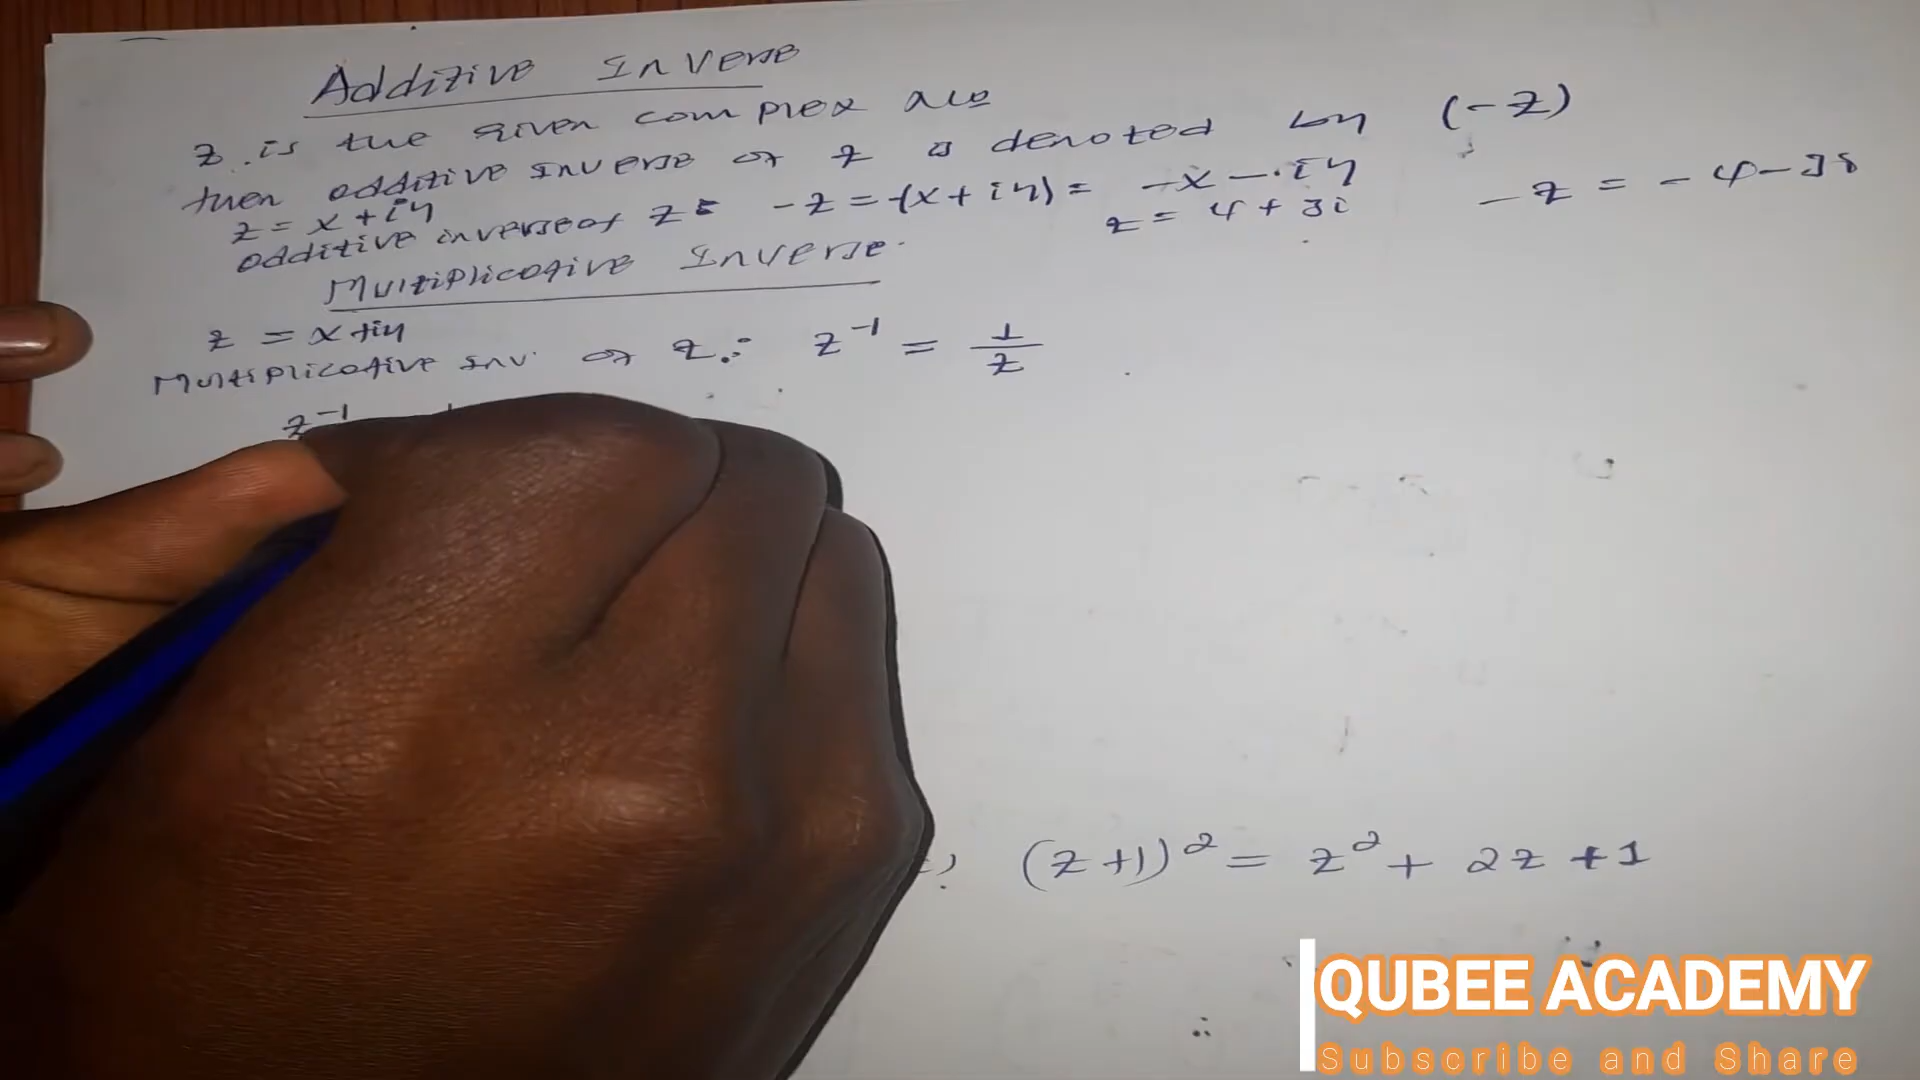 Additive Inverse
z is the given complex no
then additive inverse of z is denoted by (-z)
z = x + iy
additive inverse of z = -z = -(x + iy) = -x - iy
z = 4 + 3i
-z = -4 - 3i
Multiplicative Inverse.
z = x + iy
Multiplicative inv. of z: z⁻¹ = 1/z
z⁻¹
(z+1)² = z² + 2z + 1
QUBEE ACADEMY
Subscribe and Share